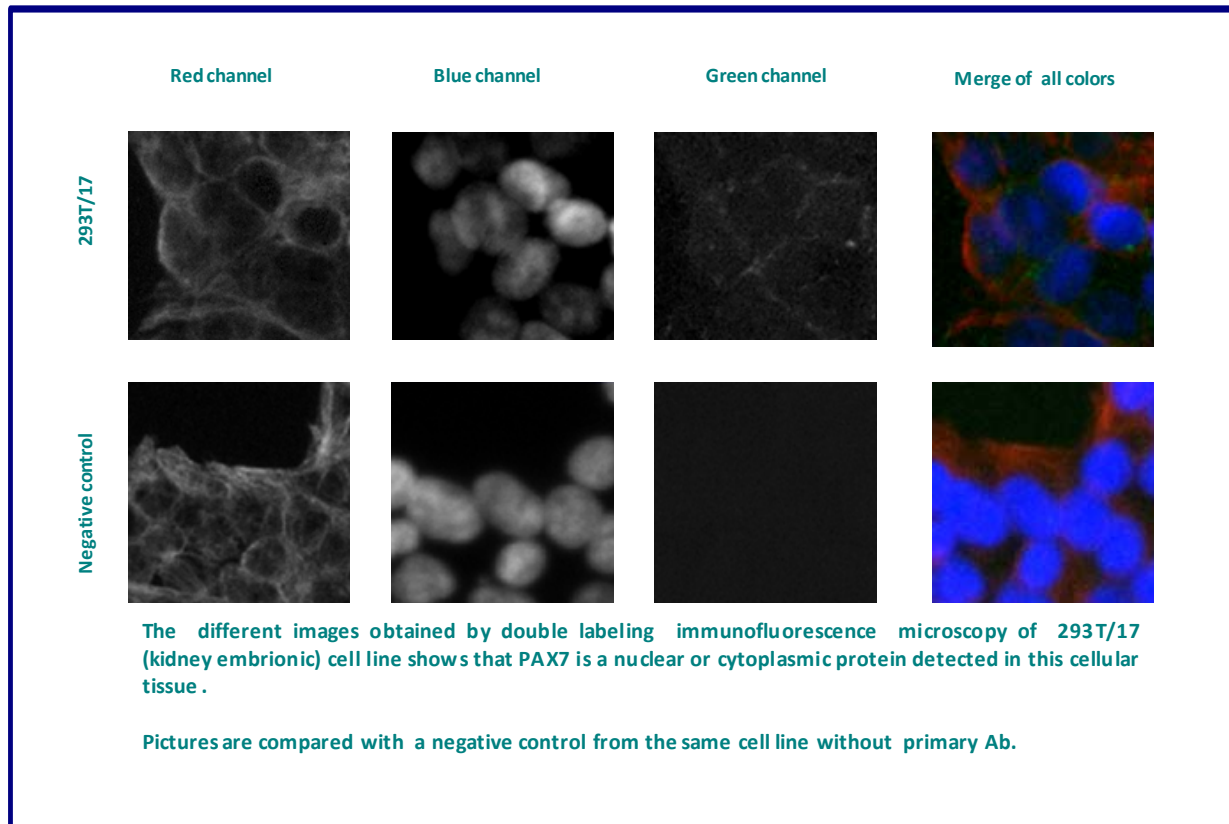 Red channel
Blue channel
Green channel
Merge of all colors
293T/17
Negative control
The different images obtained by double labeling immunofluorescence microscopy of 293T/17
(kidney embrionic) cell line shows that PAX7 is a nuclear or cytoplasmic protein detected in this cellular
tissue .
Pictures are compared with a negative control from the same cell line without primary Ab.